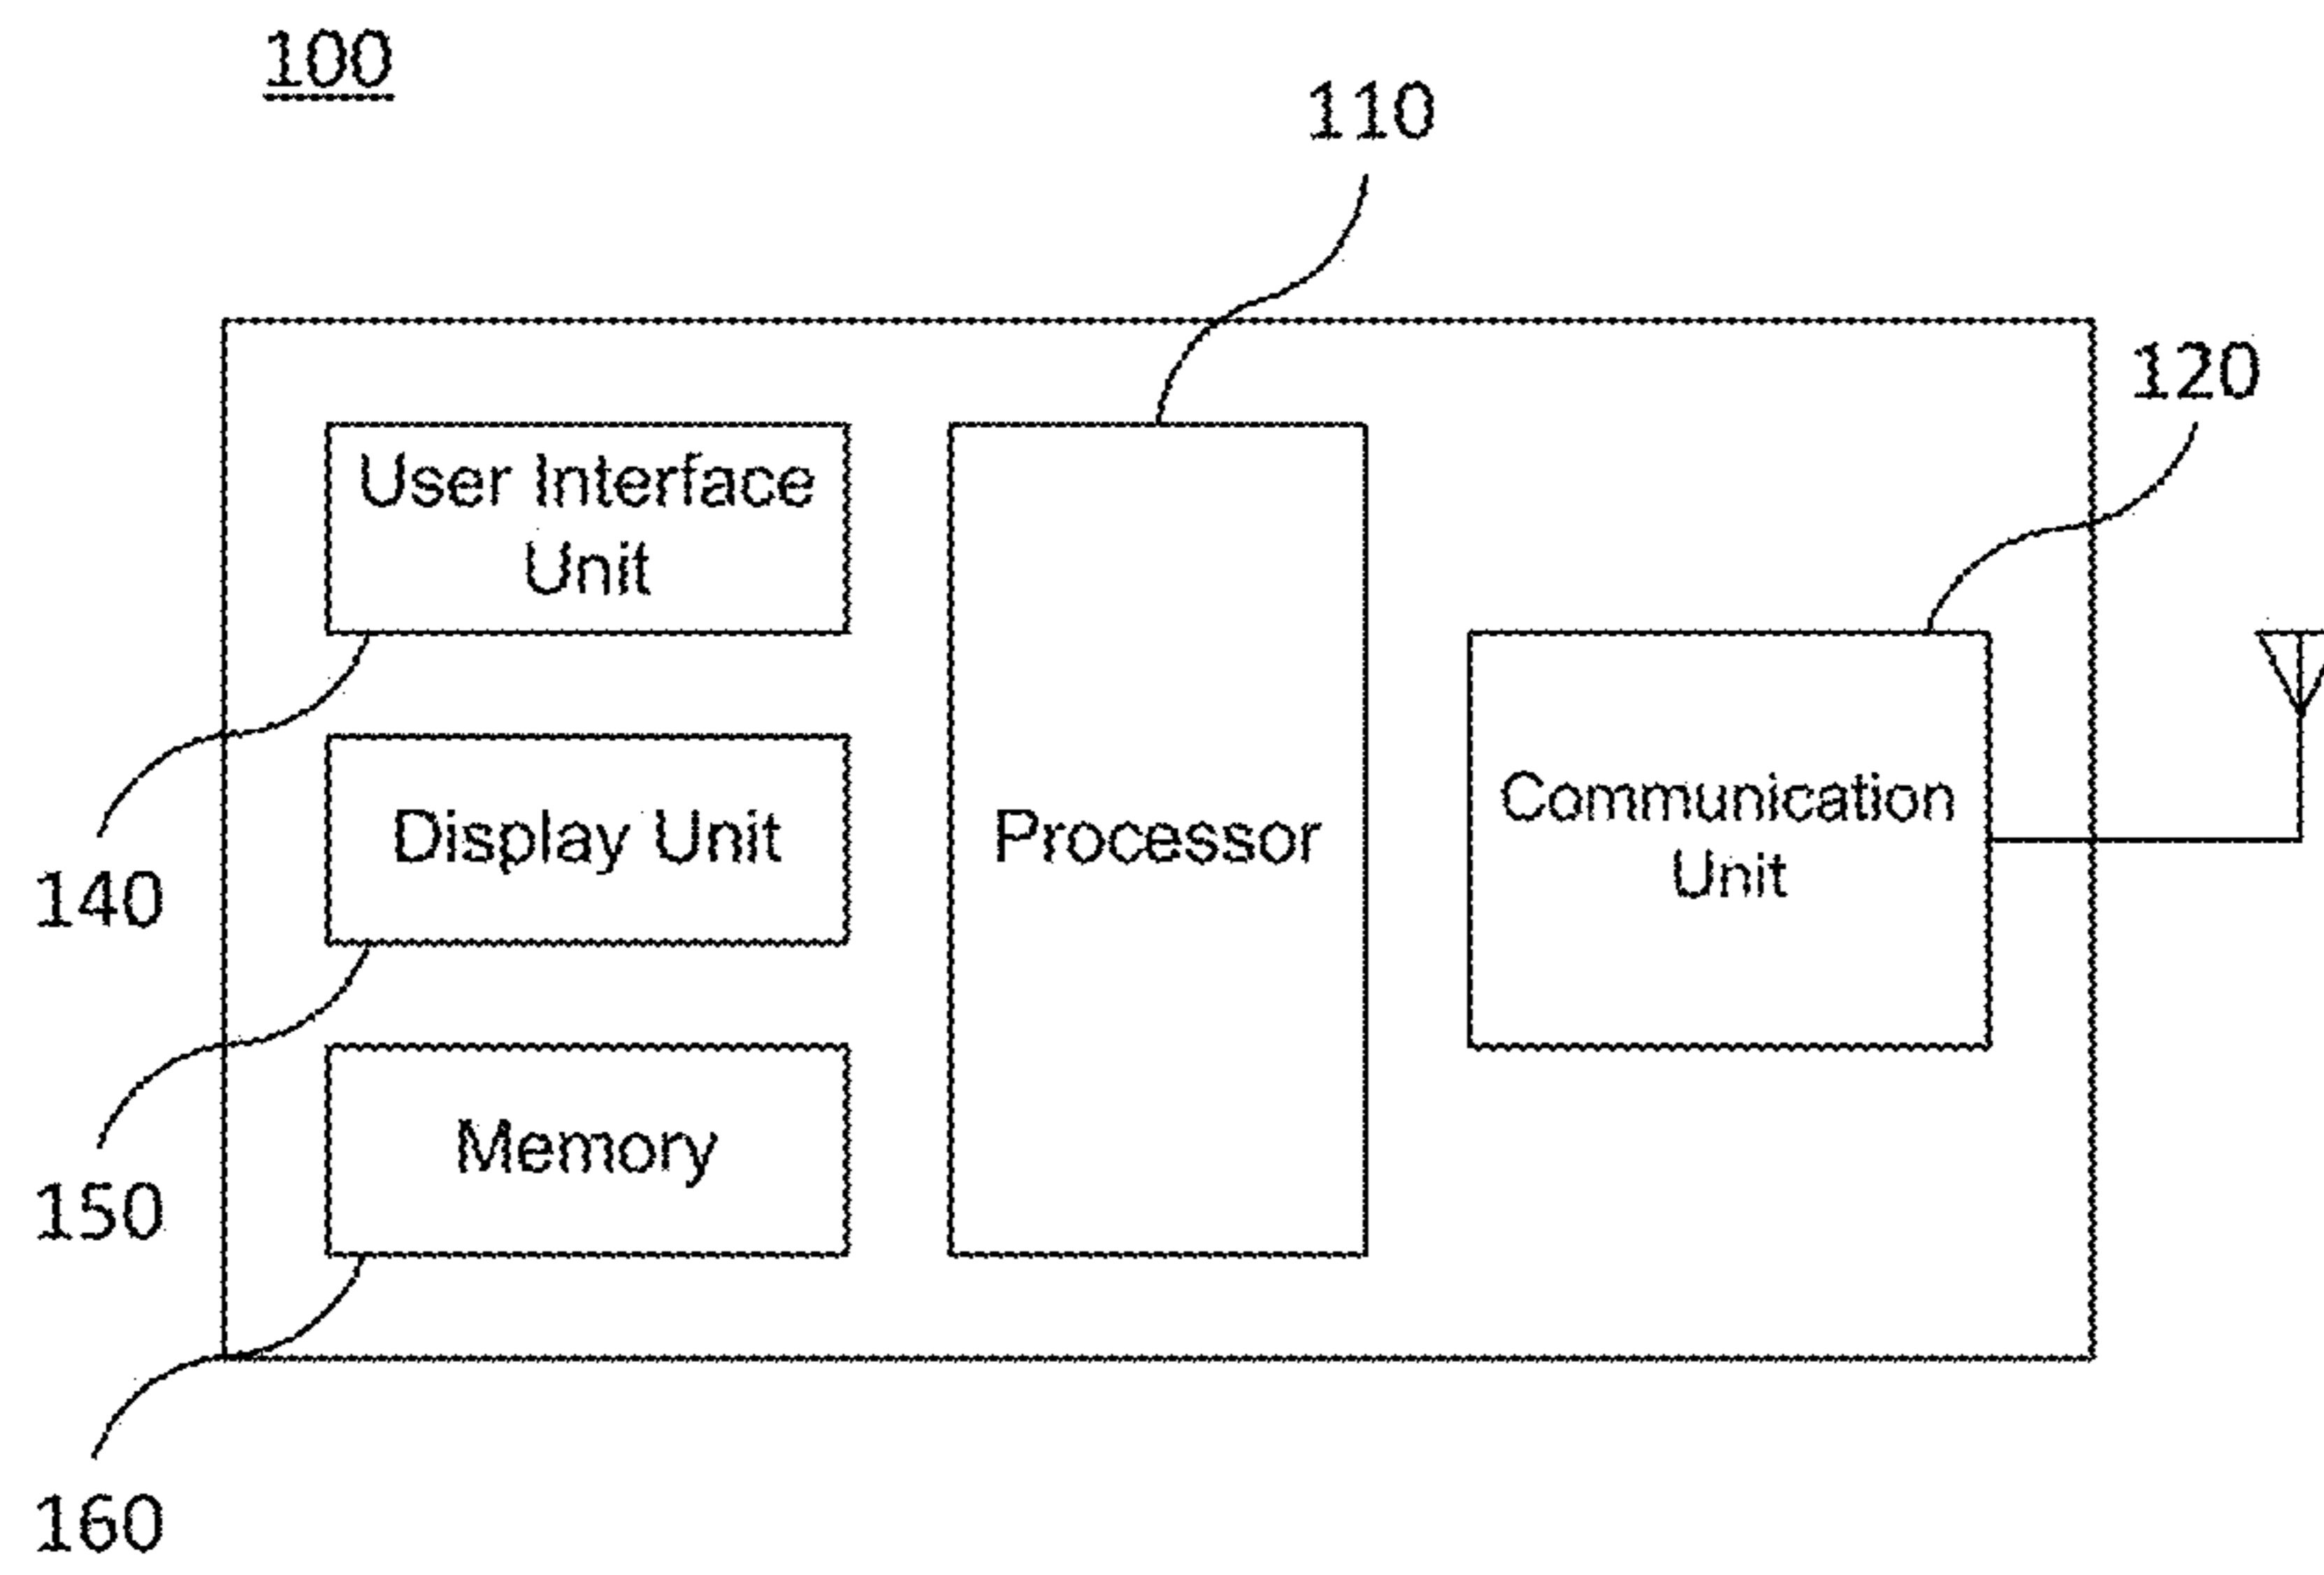 100
110
120
User Interface
Unit
Display Unit
Processor
Communication
Unit
140
150
Memory
160